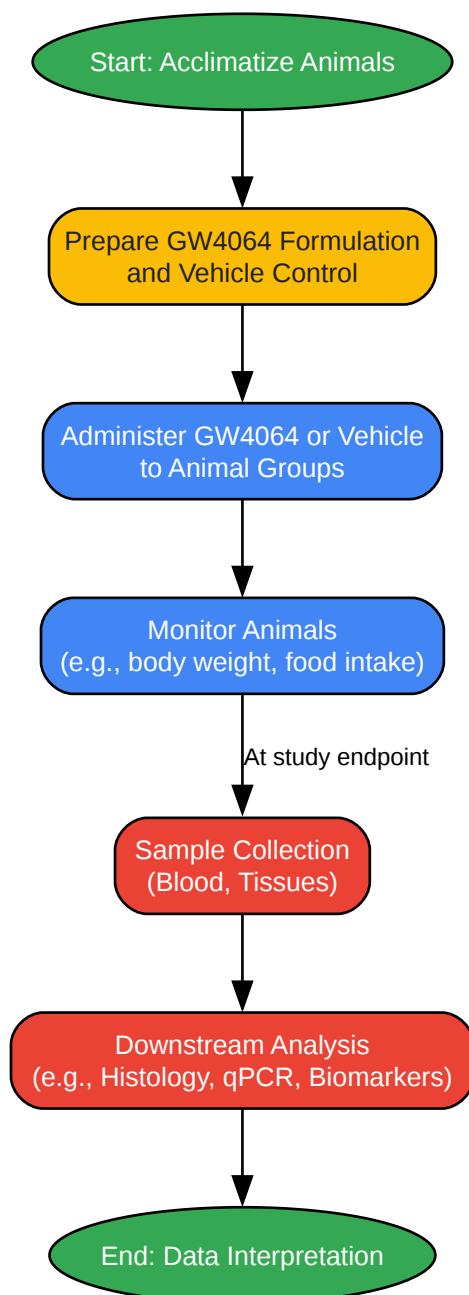 Start: Acclimatize Animals
Prepare GW4064 Formulation
and Vehicle Control
Administer GW4064 or Vehicle
to Animal Groups
Monitor Animals
(e.g., body weight, food intake)
At study endpoint
Sample Collection
(Blood, Tissues)
Downstream Analysis
(e.g., Histology, qPCR, Biomarkers)
End: Data Interpretation